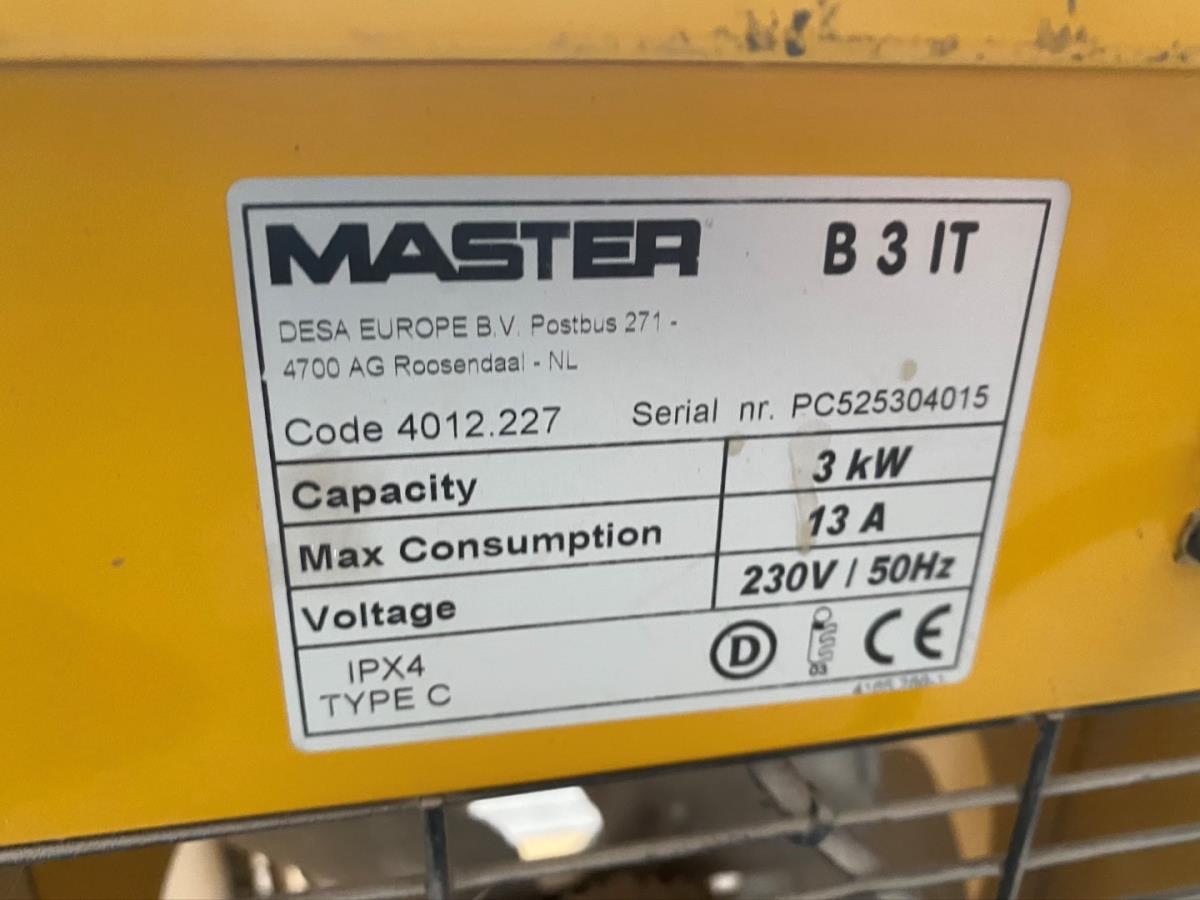 MASTER B 3 IT
DESA EUROPE B.V. Postbus 271 -
4700 AG Roosendaal - NL
Code 4012.227 Serial nr. PC525304015
Capacity 3 kW
Max Consumption 13 A
Voltage 230V / 50Hz
IPX4
TYPE C
D
03
CE